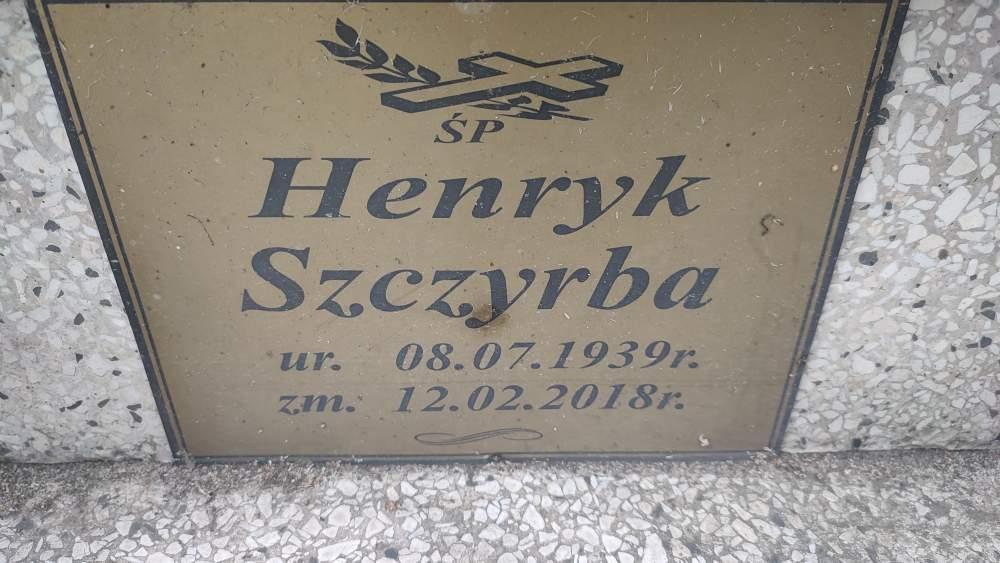 ŚP
Henryk
Szczyrba
ur. 08.07.1939r.
zm. 12.02.2018r.